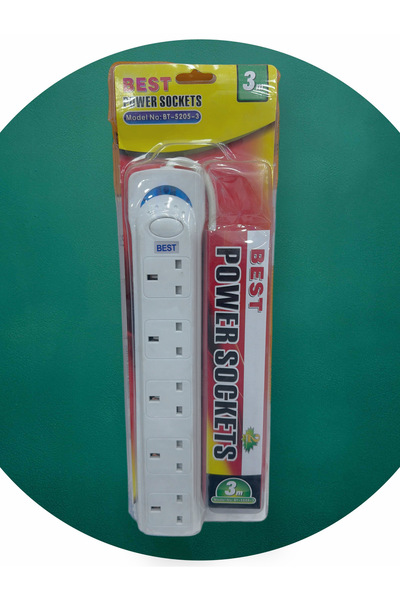 BEST
POWER SOCKETS
Model No: BT-5205-3
3m
BEST
BEST
POWER SOCKETS
3m